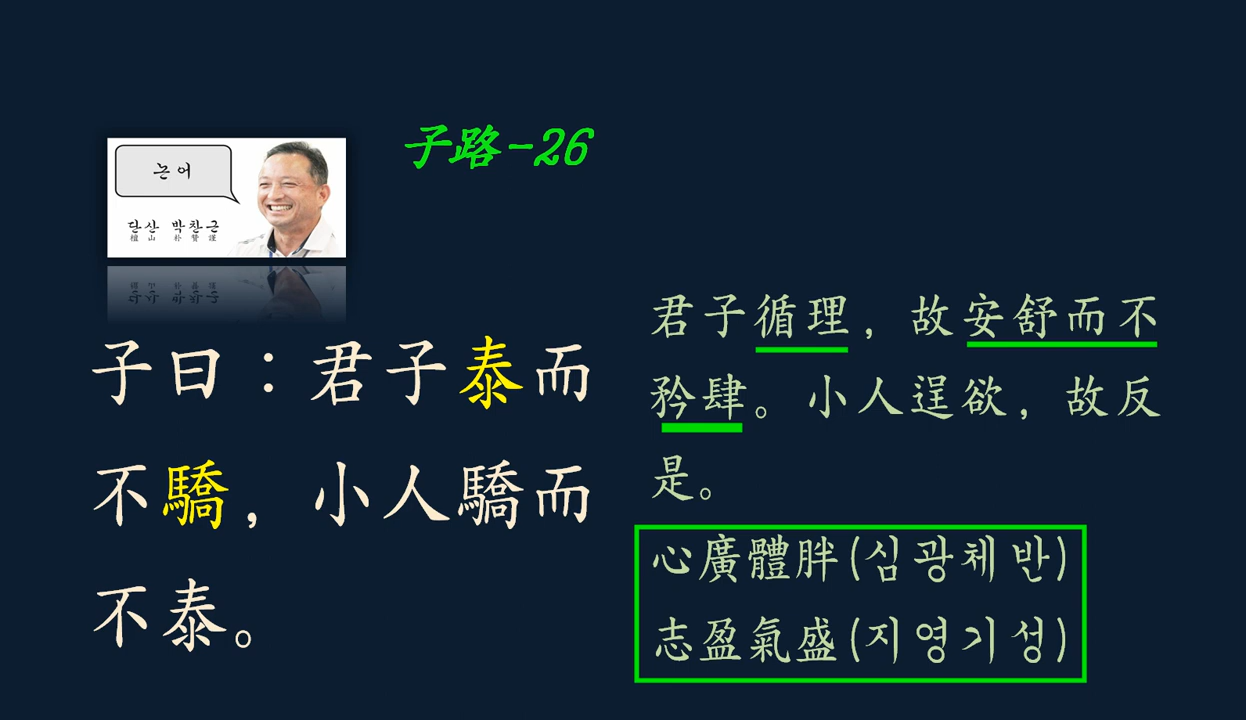 子路-26
논어
단산 박찬근
檀山 朴贊謹
子曰：君子泰而
不驕，小人驕而
不泰。
君子循理，故安舒而不
矜肆。小人逞欲，故反
是。
心廣體胖(심광체반)
志盈氣盛(지영기성)